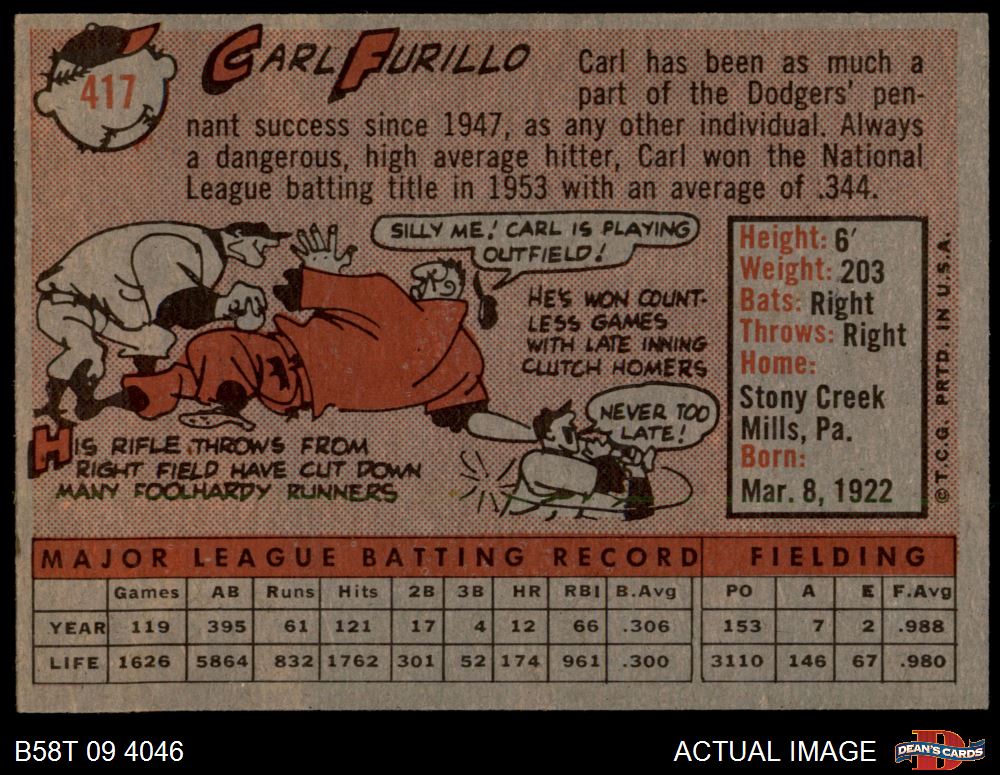 417
CARL FURILLO
Carl has been as much a
part of the Dodgers' pen-
nant success since 1947, as any other individual. Always
a dangerous, high average hitter, Carl won the National
League batting title in 1953 with an average of .344.
SILLY ME! CARL IS PLAYING
OUTFIELD!
HE'S WON COUNT-
LESS GAMES
WITH LATE INNING
CLUTCH HOMERS
NEVER TOO
LATE!
HIS RIFLE THROWS FROM
RIGHT FIELD HAVE CUT DOWN
MANY FOOLHARDY RUNNERS
Height: 6'
Weight: 203
Bats: Right
Throws: Right
Home:
Stony Creek
Mills, Pa.
Born:
Mar. 8, 1922
©T.C.G. PRTD. IN U.S.A.
MAJOR LEAGUE BATTING RECORD FIELDING
Games AB Runs Hits 2B 3B HR RBI B.Avg PO A E F.Avg
YEAR 119 395 61 121 17 4 12 66 .306 153 7 2 .988
LIFE 1626 5864 832 1762 301 52 174 961 .300 3110 146 67 .980
B58T 09 4046
ACTUAL IMAGE
D
DEAN'S CARDS